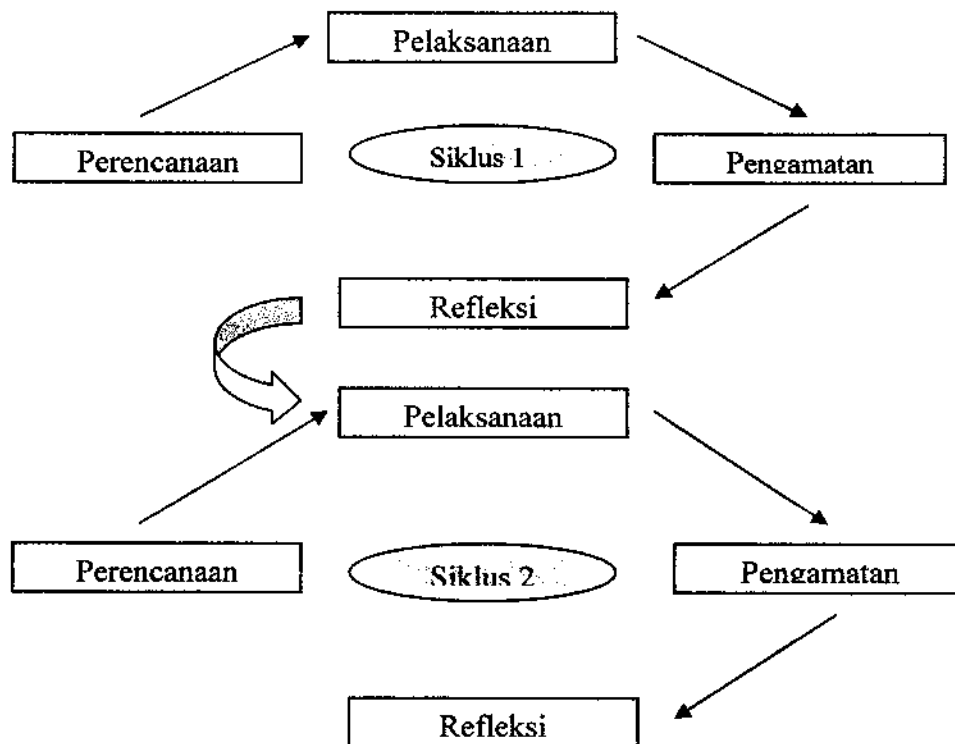 Pelaksanaan
Perencanaan
Siklus 1
Pengamatan
Refleksi
Pelaksanaan
Perencanaan
Siklus 2
Pengamatan
Refleksi